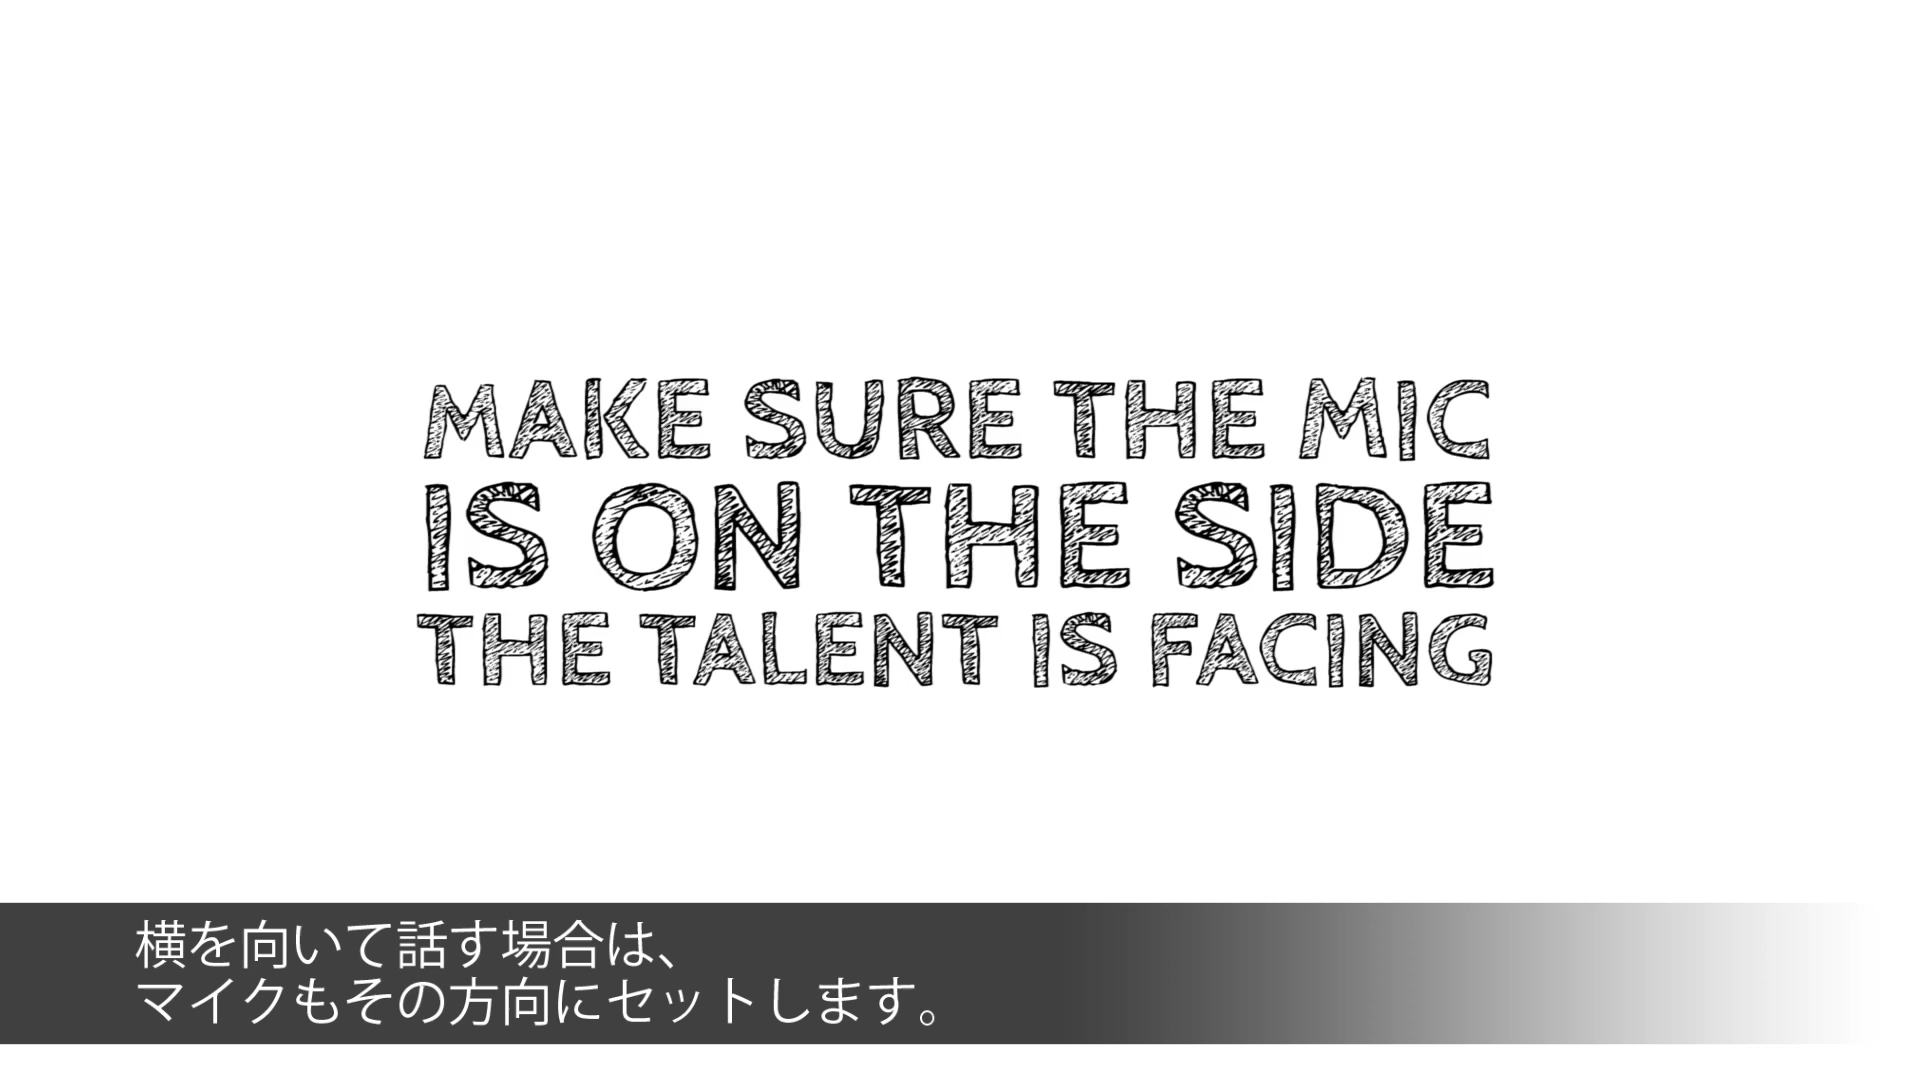 MAKE SURE THE MIC
IS ON THE SIDE
THE TALENT IS FACING
横を向いて話す場合は、
マイクもその方向にセットします。